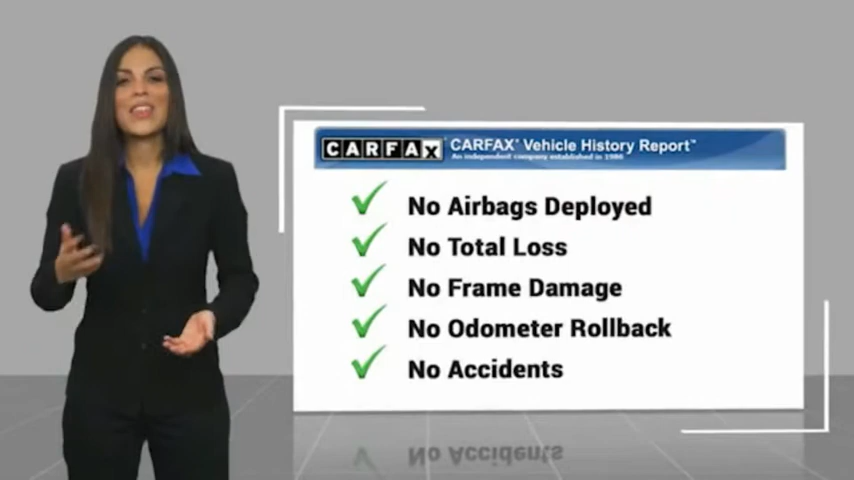 CARFAX CARFAX® Vehicle History Report™
An independent company established in 1986
No Airbags Deployed
No Total Loss
No Frame Damage
No Odometer Rollback
No Accidents
No Accidents